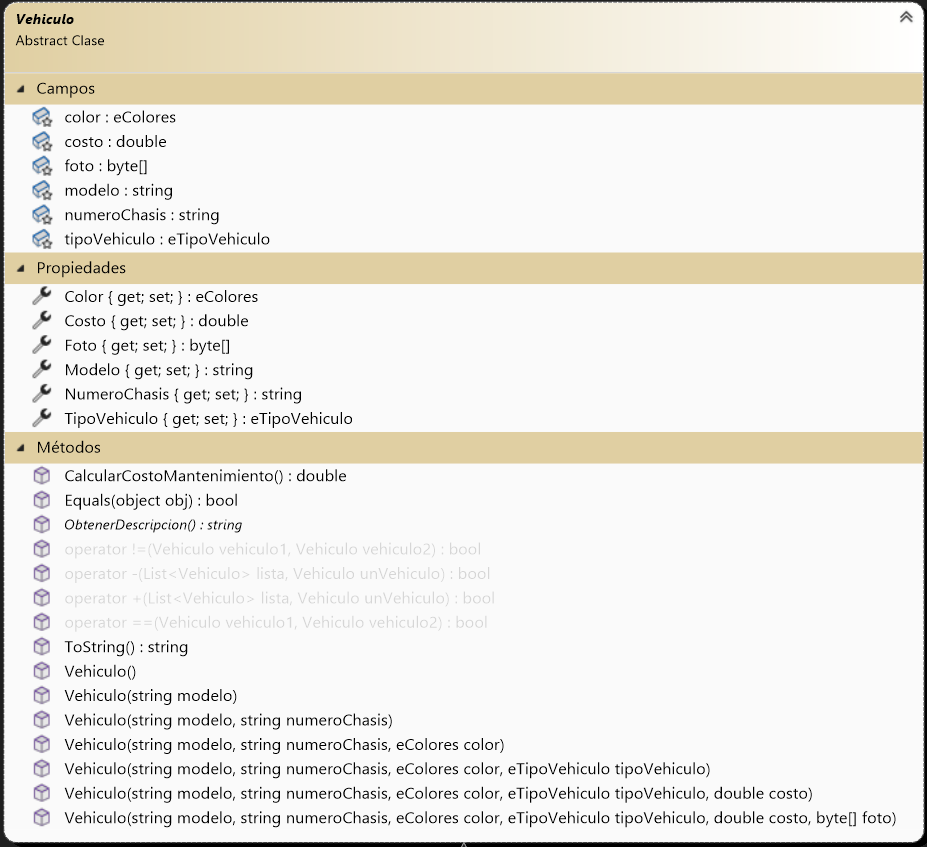 Vehiculo
Abstract Clase
Campos
color : eColores
costo : double
foto : byte[]
modelo : string
numeroChasis : string
tipoVehiculo : eTipoVehiculo
Propiedades
Color { get; set; } : eColores
Costo { get; set; } : double
Foto { get; set; } : byte[]
Modelo { get; set; } : string
NumeroChasis { get; set; } : string
TipoVehiculo { get; set; } : eTipoVehiculo
Métodos
CalcularCostoMantenimiento() : double
Equals(object obj) : bool
ObtenerDescripcion() : string
operator !=(Vehiculo vehiculo1, Vehiculo vehiculo2) : bool
operator -(List<Vehiculo> lista, Vehiculo unVehiculo) : bool
operator +(List<Vehiculo> lista, Vehiculo unVehiculo) : bool
operator ==(Vehiculo vehiculo1, Vehiculo vehiculo2) : bool
ToString() : string
Vehiculo()
Vehiculo(string modelo)
Vehiculo(string modelo, string numeroChasis)
Vehiculo(string modelo, string numeroChasis, eColores color)
Vehiculo(string modelo, string numeroChasis, eColores color, eTipoVehiculo tipoVehiculo)
Vehiculo(string modelo, string numeroChasis, eColores color, eTipoVehiculo tipoVehiculo, double costo)
Vehiculo(string modelo, string numeroChasis, eColores color, eTipoVehiculo tipoVehiculo, double costo, byte[] foto)